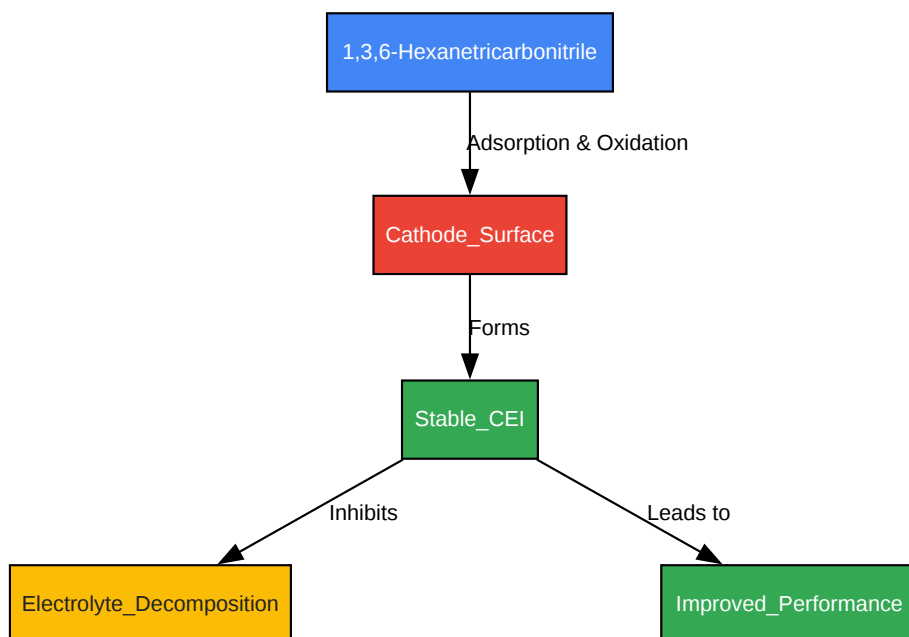 1,3,6-Hexanetricarbonitrile
Adsorption & Oxidation
Cathode_Surface
Forms
Stable_CEI
Inhibits
Leads to
Electrolyte_Decomposition
Improved_Performance